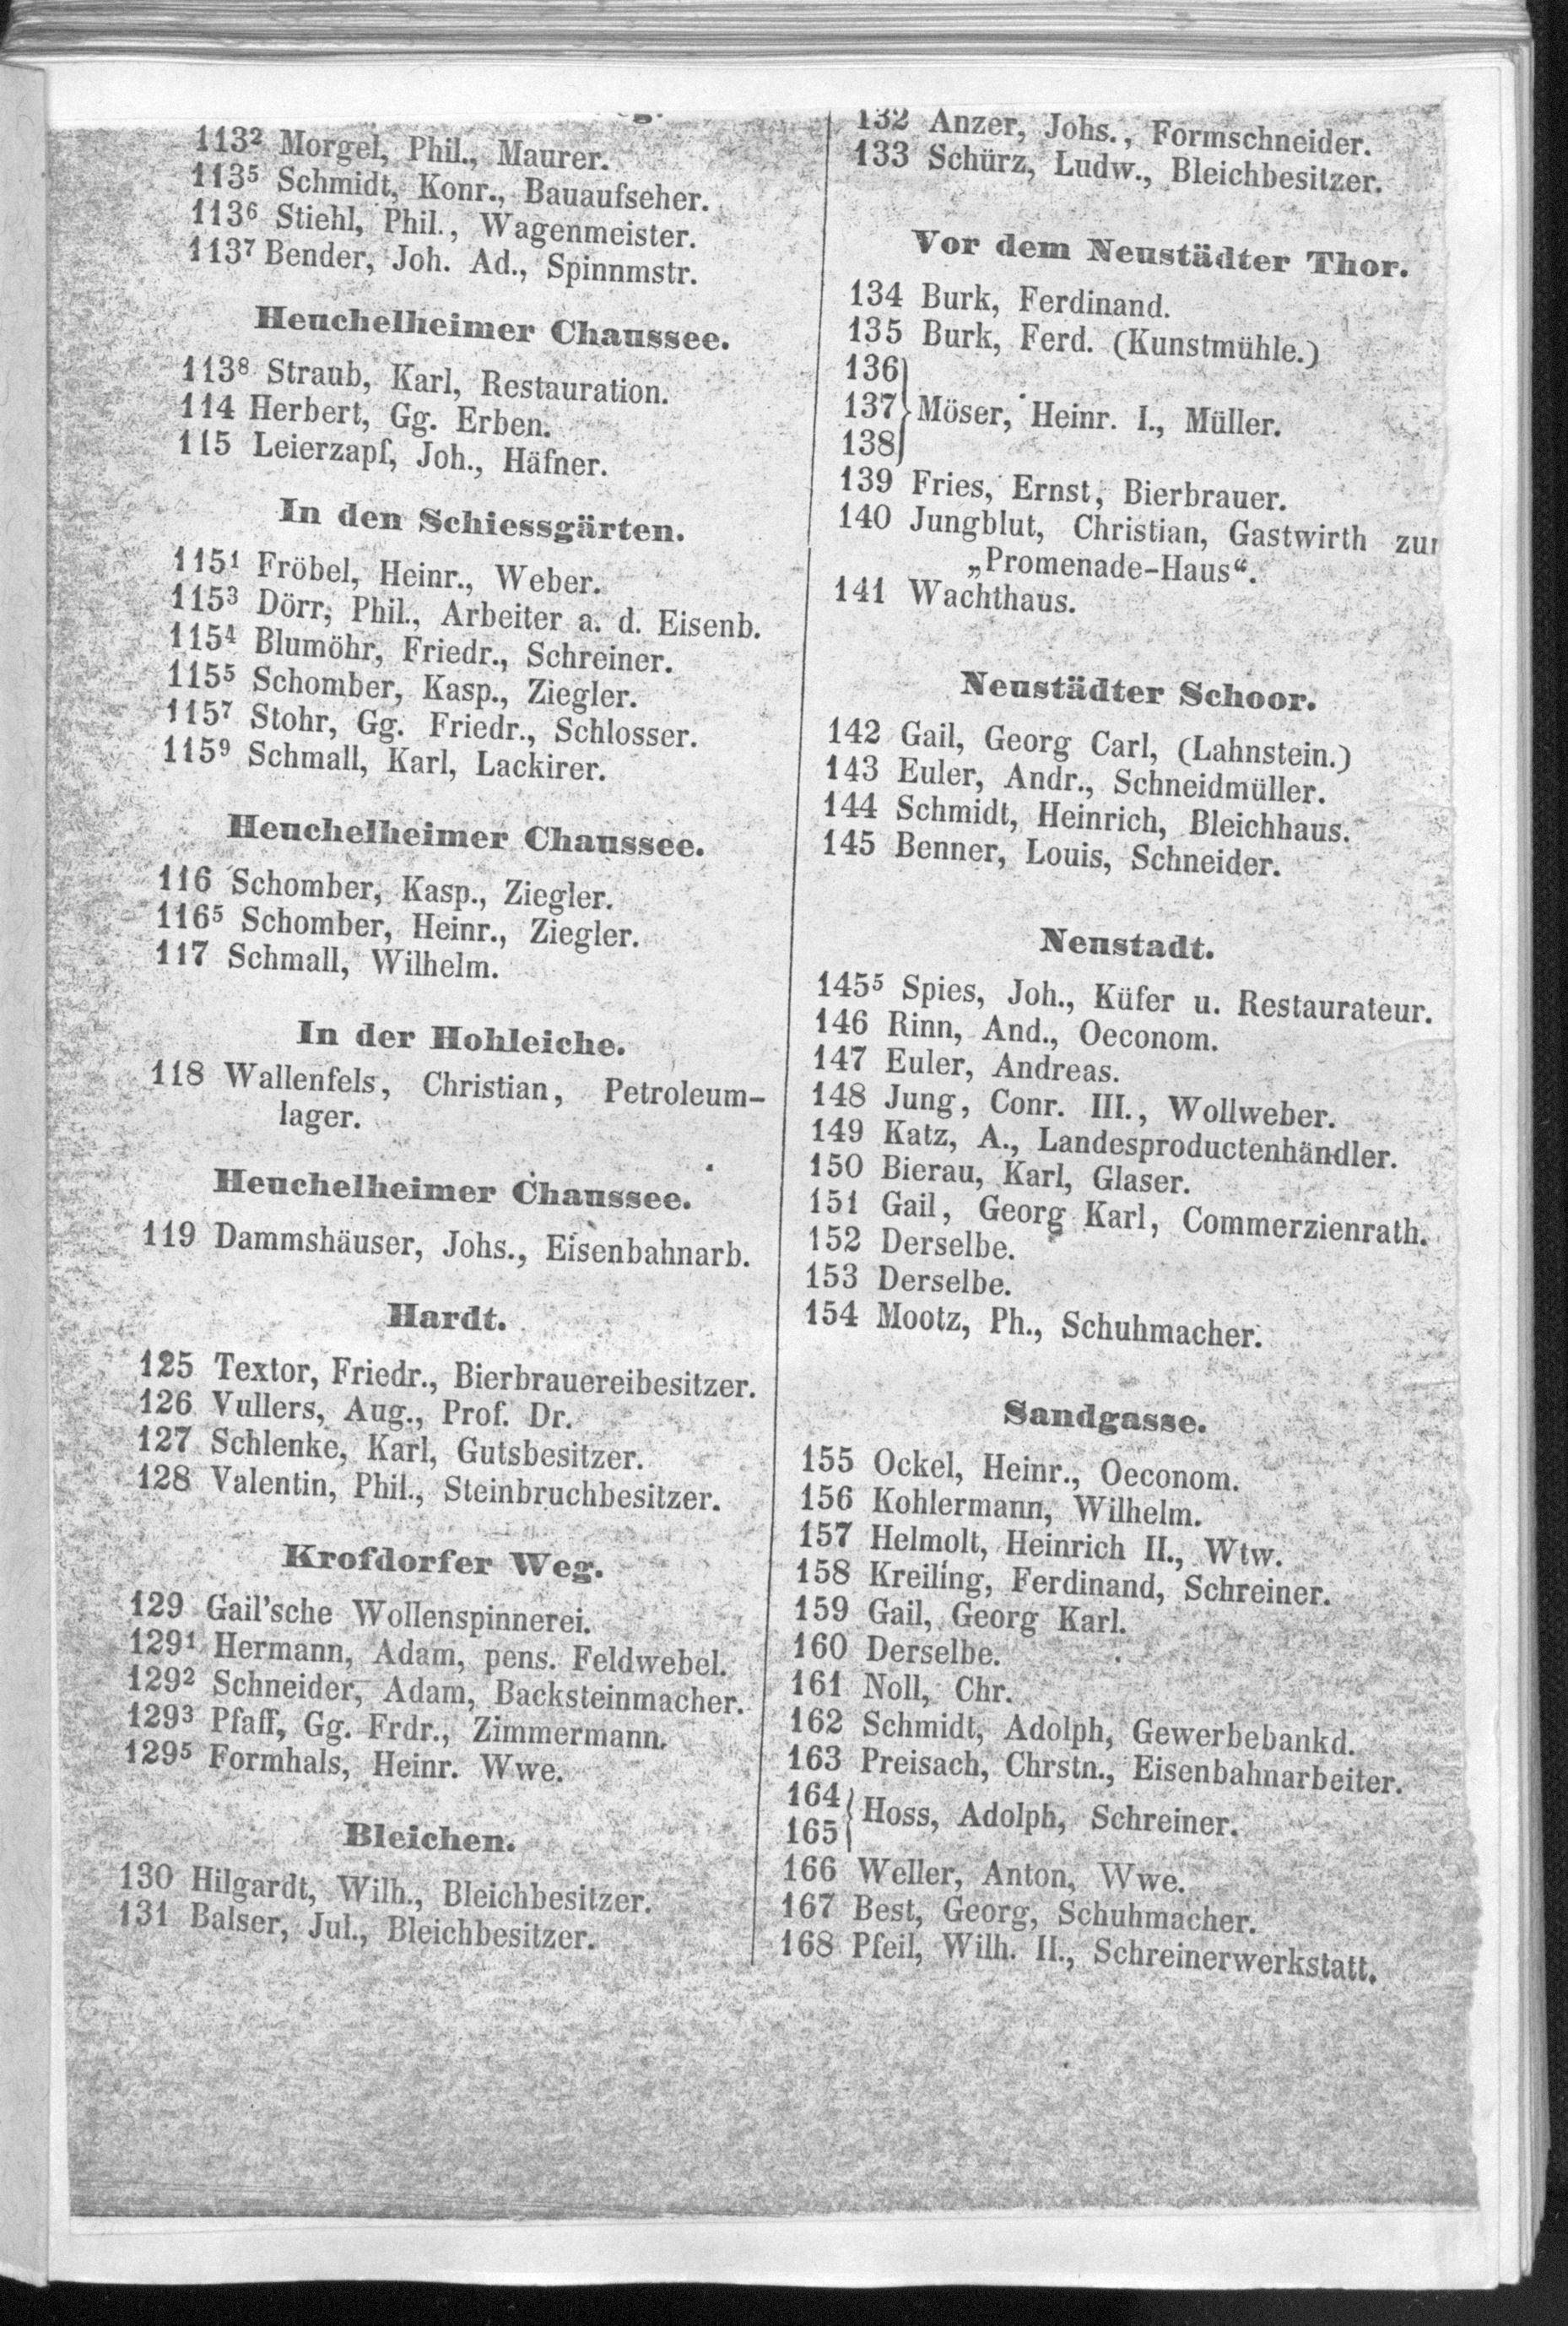 113² Morgel, Phil., Maurer.
113⁵ Schmidt, Konr., Bauaufseher.
113⁶ Stiehl, Phil., Wagenmeister.
113⁷ Bender, Joh. Ad., Spinnmstr.
Heuchelheimer Chaussee.
113⁸ Straub, Karl, Restauration.
114 Herbert, Gg. Erben.
115 Leierzapf, Joh., Häfner.
In den Schiessgärten.
115¹ Fröbel, Heinr., Weber.
115³ Dörr, Phil., Arbeiter a. d. Eisenb.
115⁴ Blumöhr, Friedr., Schreiner.
115⁵ Schomber, Kasp., Ziegler.
115⁷ Stohr, Gg. Friedr., Schlosser.
115⁹ Schmall, Karl, Lackirer.
Heuchelheimer Chaussee.
116 Schomber, Kasp., Ziegler.
116⁵ Schomber, Heinr., Ziegler.
117 Schmall, Wilhelm.
In der Hohleiche.
118 Wallenfels, Christian, Petroleum-
lager.
Heuchelheimer Chaussee.
119 Dammshäuser, Johs., Eisenbahnarb.
Hardt.
125 Textor, Friedr., Bierbrauereibesitzer.
126 Vullers, Aug., Prof. Dr.
127 Schlenke, Karl, Gutsbesitzer.
128 Valentin, Phil., Steinbruchbesitzer.
Krofdorfer Weg.
129 Gail'sche Wollenspinnerei.
129¹ Hermann, Adam, pens. Feldwebel.
129² Schneider, Adam, Backsteinmacher.
129³ Pfaff, Gg. Frdr., Zimmermann.
129⁵ Formhals, Heinr. Wwe.
Bleichen.
130 Hilgardt, Wilh., Bleichbesitzer.
131 Balser, Jul., Bleichbesitzer.
132 Anzer, Johs., Formschneider.
133 Schürz, Ludw., Bleichbesitzer.
Vor dem Neustädter Thor.
134 Burk, Ferdinand.
135 Burk, Ferd. (Kunstmühle.)
136}
137} Möser, Heinr. I., Müller.
138}
139 Fries, Ernst, Bierbrauer.
140 Jungblut, Christian, Gastwirth zur
„Promenade-Haus“.
141 Wachthaus.
Neustädter Schoor.
142 Gail, Georg Carl, (Lahnstein.)
143 Euler, Andr., Schneidmüller.
144 Schmidt, Heinrich, Bleichhaus.
145 Benner, Louis, Schneider.
Neustadt.
145⁵ Spies, Joh., Küfer u. Restaurateur.
146 Rinn, And., Oeconom.
147 Euler, Andreas.
148 Jung, Conr. III., Wollweber.
149 Katz, A., Landesproductenhändler.
150 Bierau, Karl, Glaser.
151 Gail, Georg Karl, Commerzienrath.
152 Derselbe.
153 Derselbe.
154 Mootz, Ph., Schuhmacher.
Sandgasse.
155 Ockel, Heinr., Oeconom.
156 Kohlermann, Wilhelm.
157 Helmolt, Heinrich II., Wtw.
158 Kreiling, Ferdinand, Schreiner.
159 Gail, Georg Karl.
160 Derselbe.
161 Noll, Chr.
162 Schmidt, Adolph, Gewerbebankd.
163 Preisach, Chrstn., Eisenbahnarbeiter.
164} Hoss, Adolph, Schreiner.
165}
166 Weller, Anton, Wwe.
167 Best, Georg, Schuhmacher.
168 Pfeil, Wilh. II., Schreinerwerkstatt.